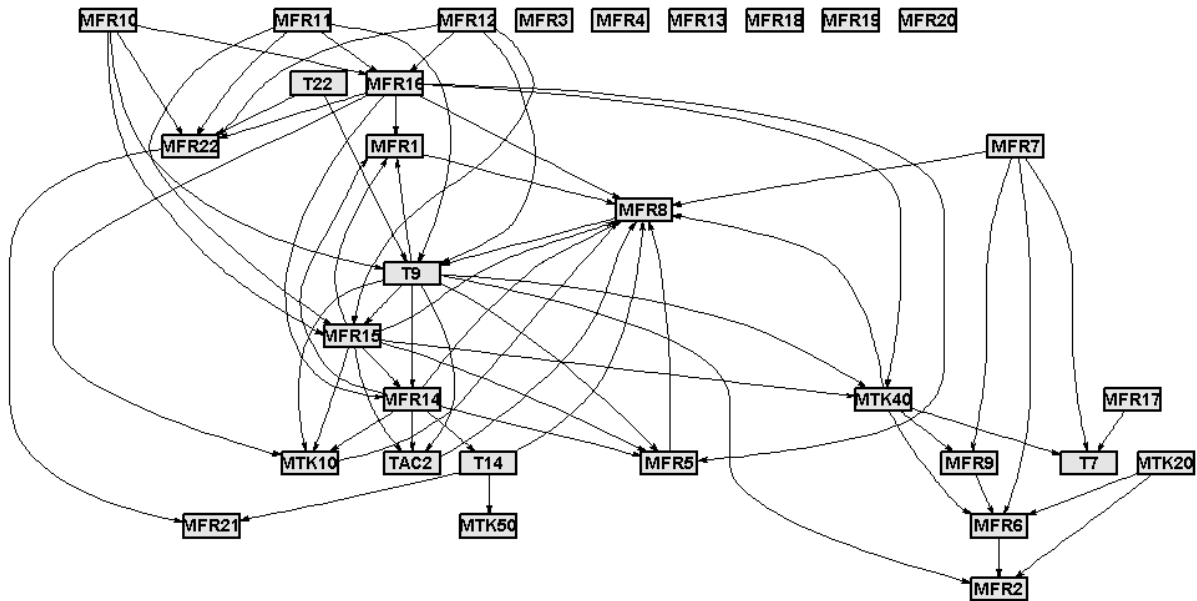 MFR10 MFR11 MFR12 MFR3 MFR4 MFR13 MFR18 MFR19 MFR20
T22 MFR16
MFR22 MFR1 MFR7
MFR8
T9
MFR15
MFR14 MTK40 MFR17
MTK10 TAC2 T14 MFR5 MFR9 T7 MTK20
MFR21 MTK50 MFR6
MFR2